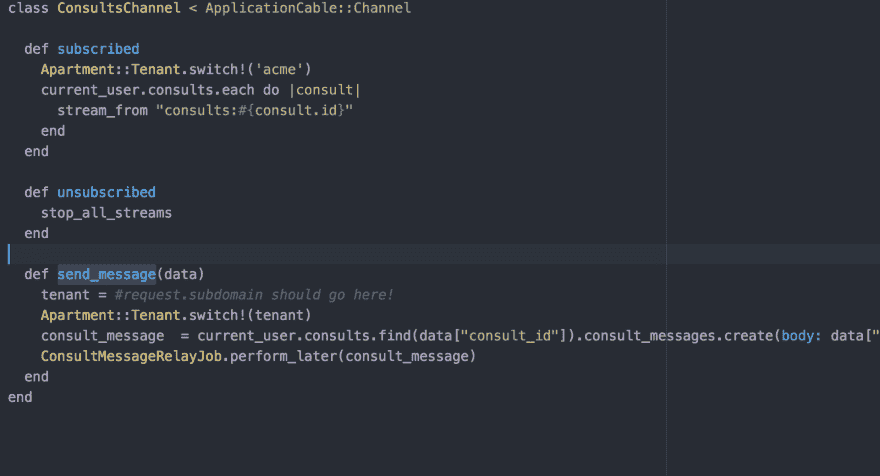 class ConsultsChannel < ApplicationCable::Channel
def subscribed
Apartment::Tenant.switch!('acme')
current_user.consults.each do |consult|
stream_from "consults:#{consult.id}"
end
end
def unsubscribed
stop_all_streams
end
def send_message(data)
tenant = #request.subdomain should go here!
Apartment::Tenant.switch!(tenant)
consult_message  = current_user.consults.find(data["consult_id"]).consult_messages.create(body: data["
ConsultMessageRelayJob.perform_later(consult_message)
end
end